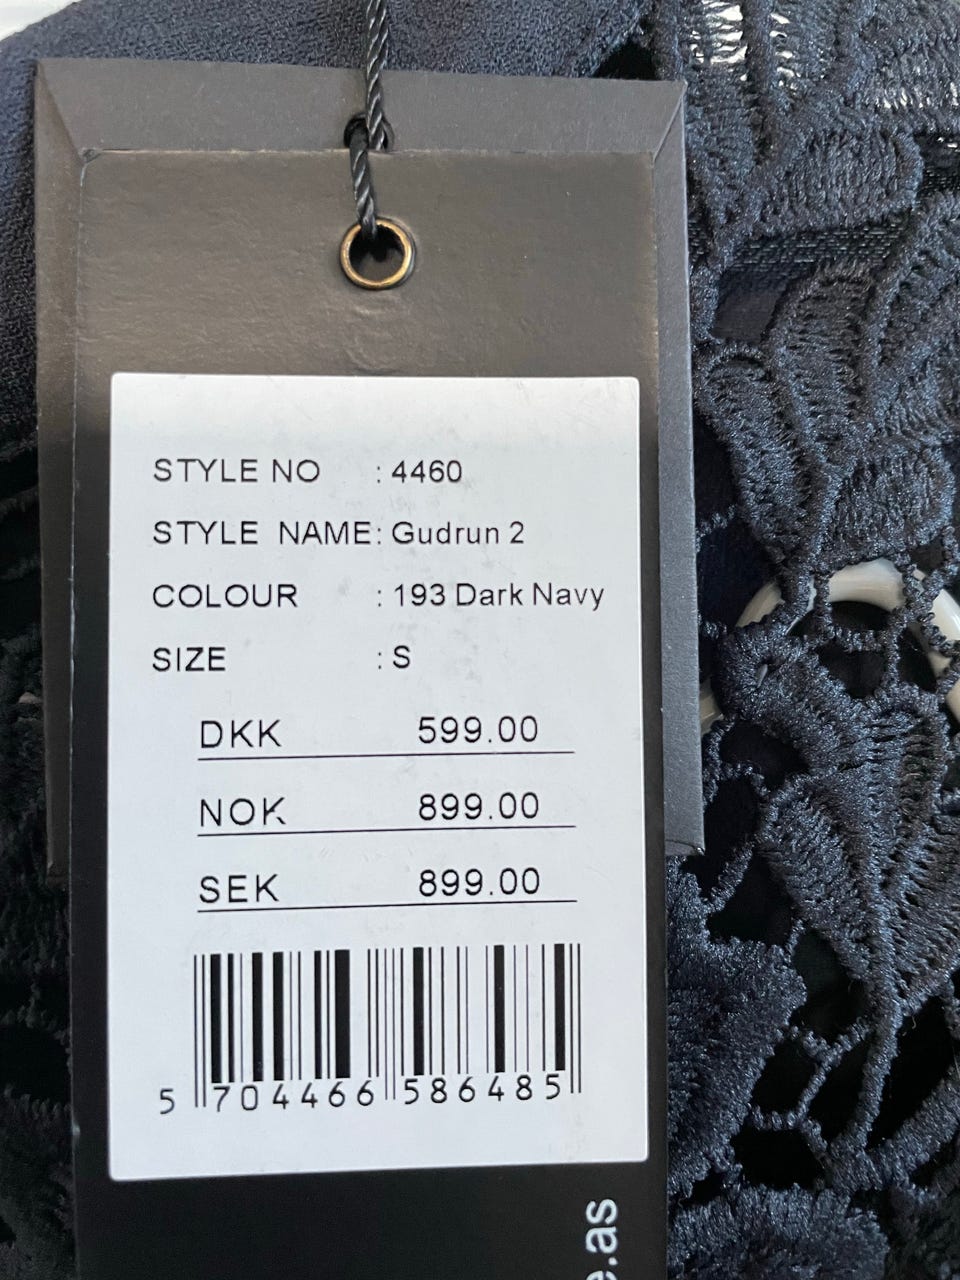 STYLE NO : 4460
STYLE NAME: Gudrun 2
COLOUR : 193 Dark Navy
SIZE : S
DKK 599.00
NOK 899.00
SEK 899.00
5 704466 586485
e.as